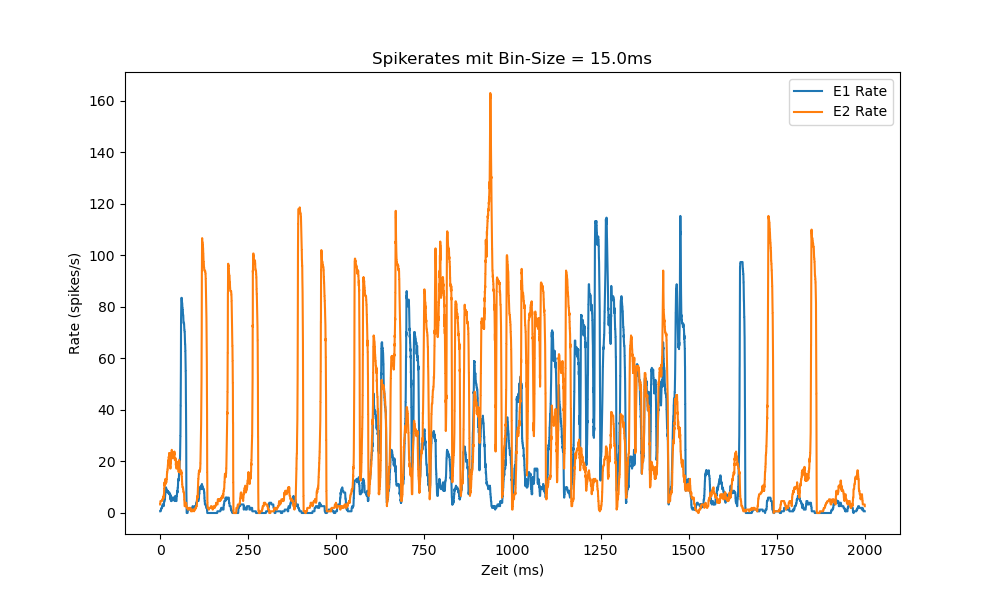 Spikerates mit Bin-Size = 15.0ms
E1 Rate
E2 Rate
160
140
120
100
80
60
40
20
0
Rate (spikes/s)
0 250 500 750 1000 1250 1500 1750 2000
Zeit (ms)